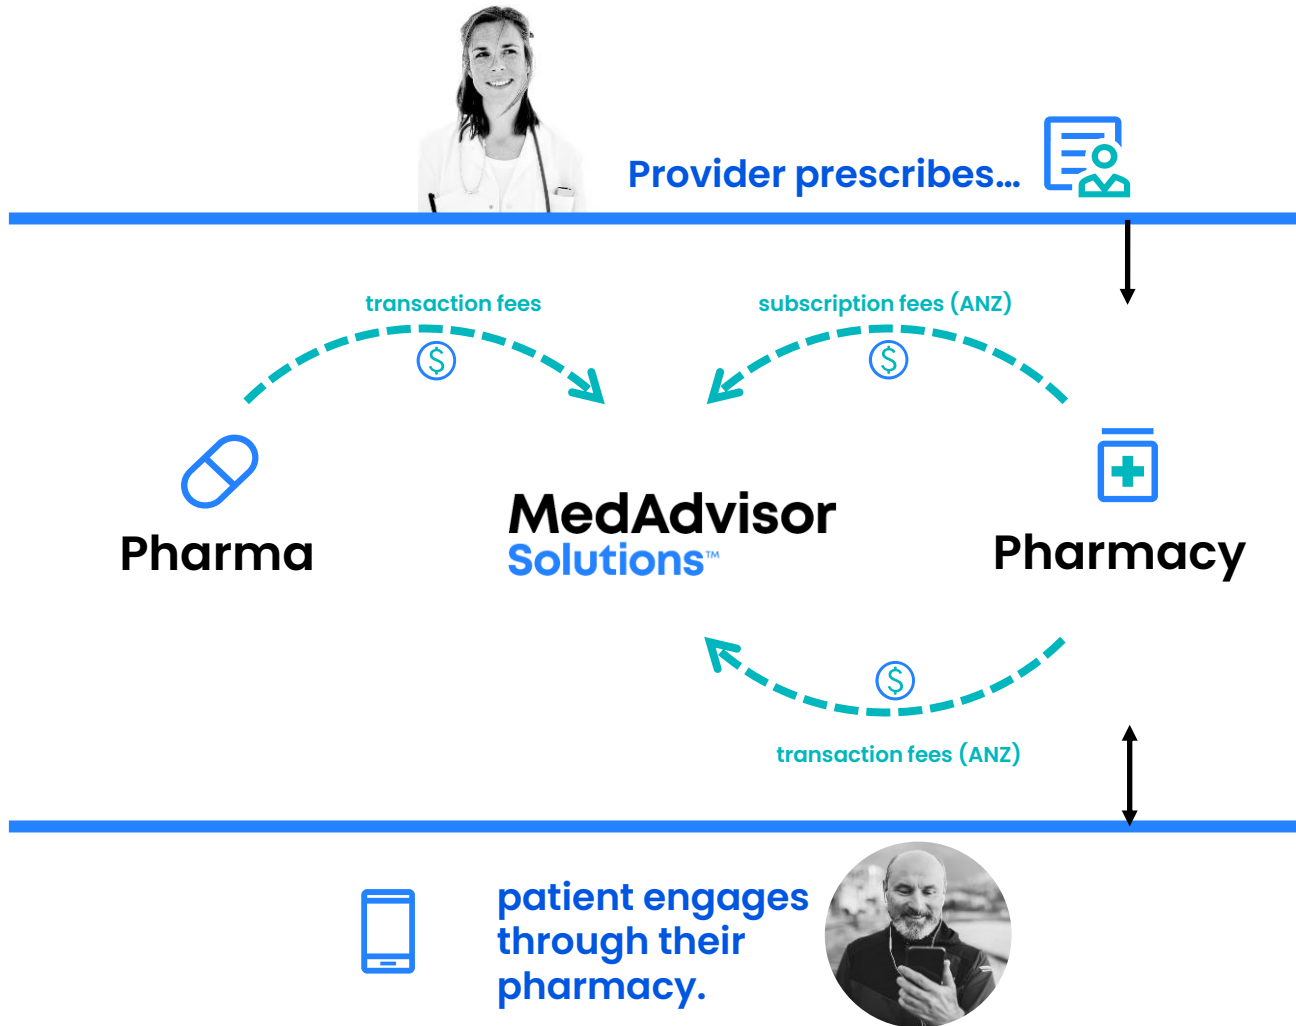 Provider prescribes...
transaction fees
subscription fees (ANZ)
$
$
Pharma
MedAdvisor
Solutions™
Pharmacy
$
transaction fees (ANZ)
patient engages
through their
pharmacy.